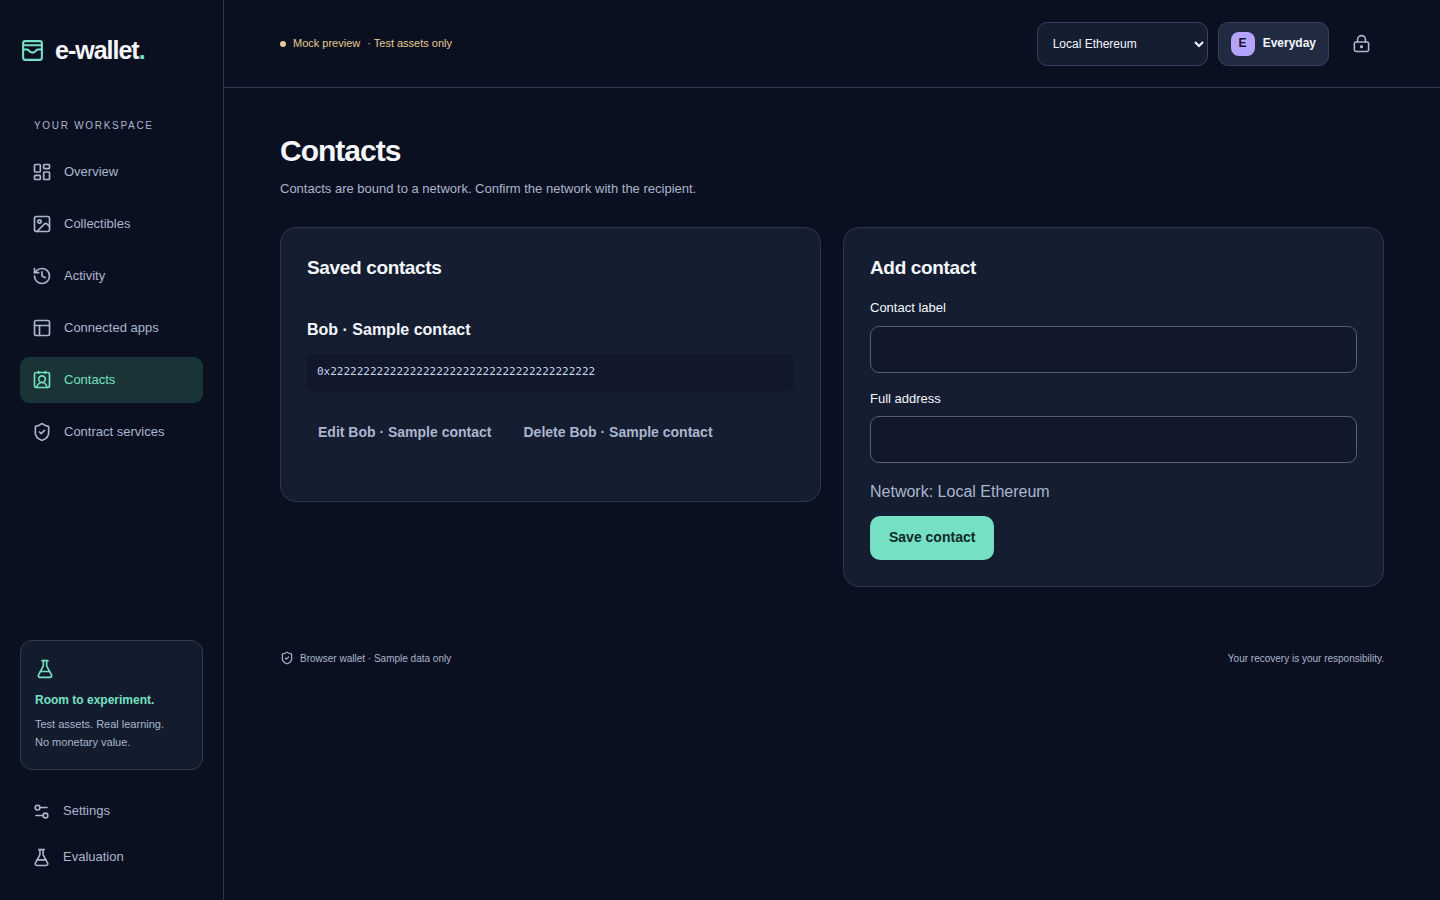 e-wallet.
Mock preview · Test assets only
Local Ethereum
E Everyday
YOUR WORKSPACE
Overview
Collectibles
Activity
Connected apps
Contacts
Contract services
Room to experiment.
Test assets. Real learning.
No monetary value.
Settings
Evaluation
Contacts
Contacts are bound to a network. Confirm the network with the recipient.
Saved contacts
Bob · Sample contact
0x2222222222222222222222222222222222222222
Edit Bob · Sample contact
Delete Bob · Sample contact
Add contact
Contact label
Full address
Network: Local Ethereum
Save contact
Browser wallet · Sample data only
Your recovery is your responsibility.